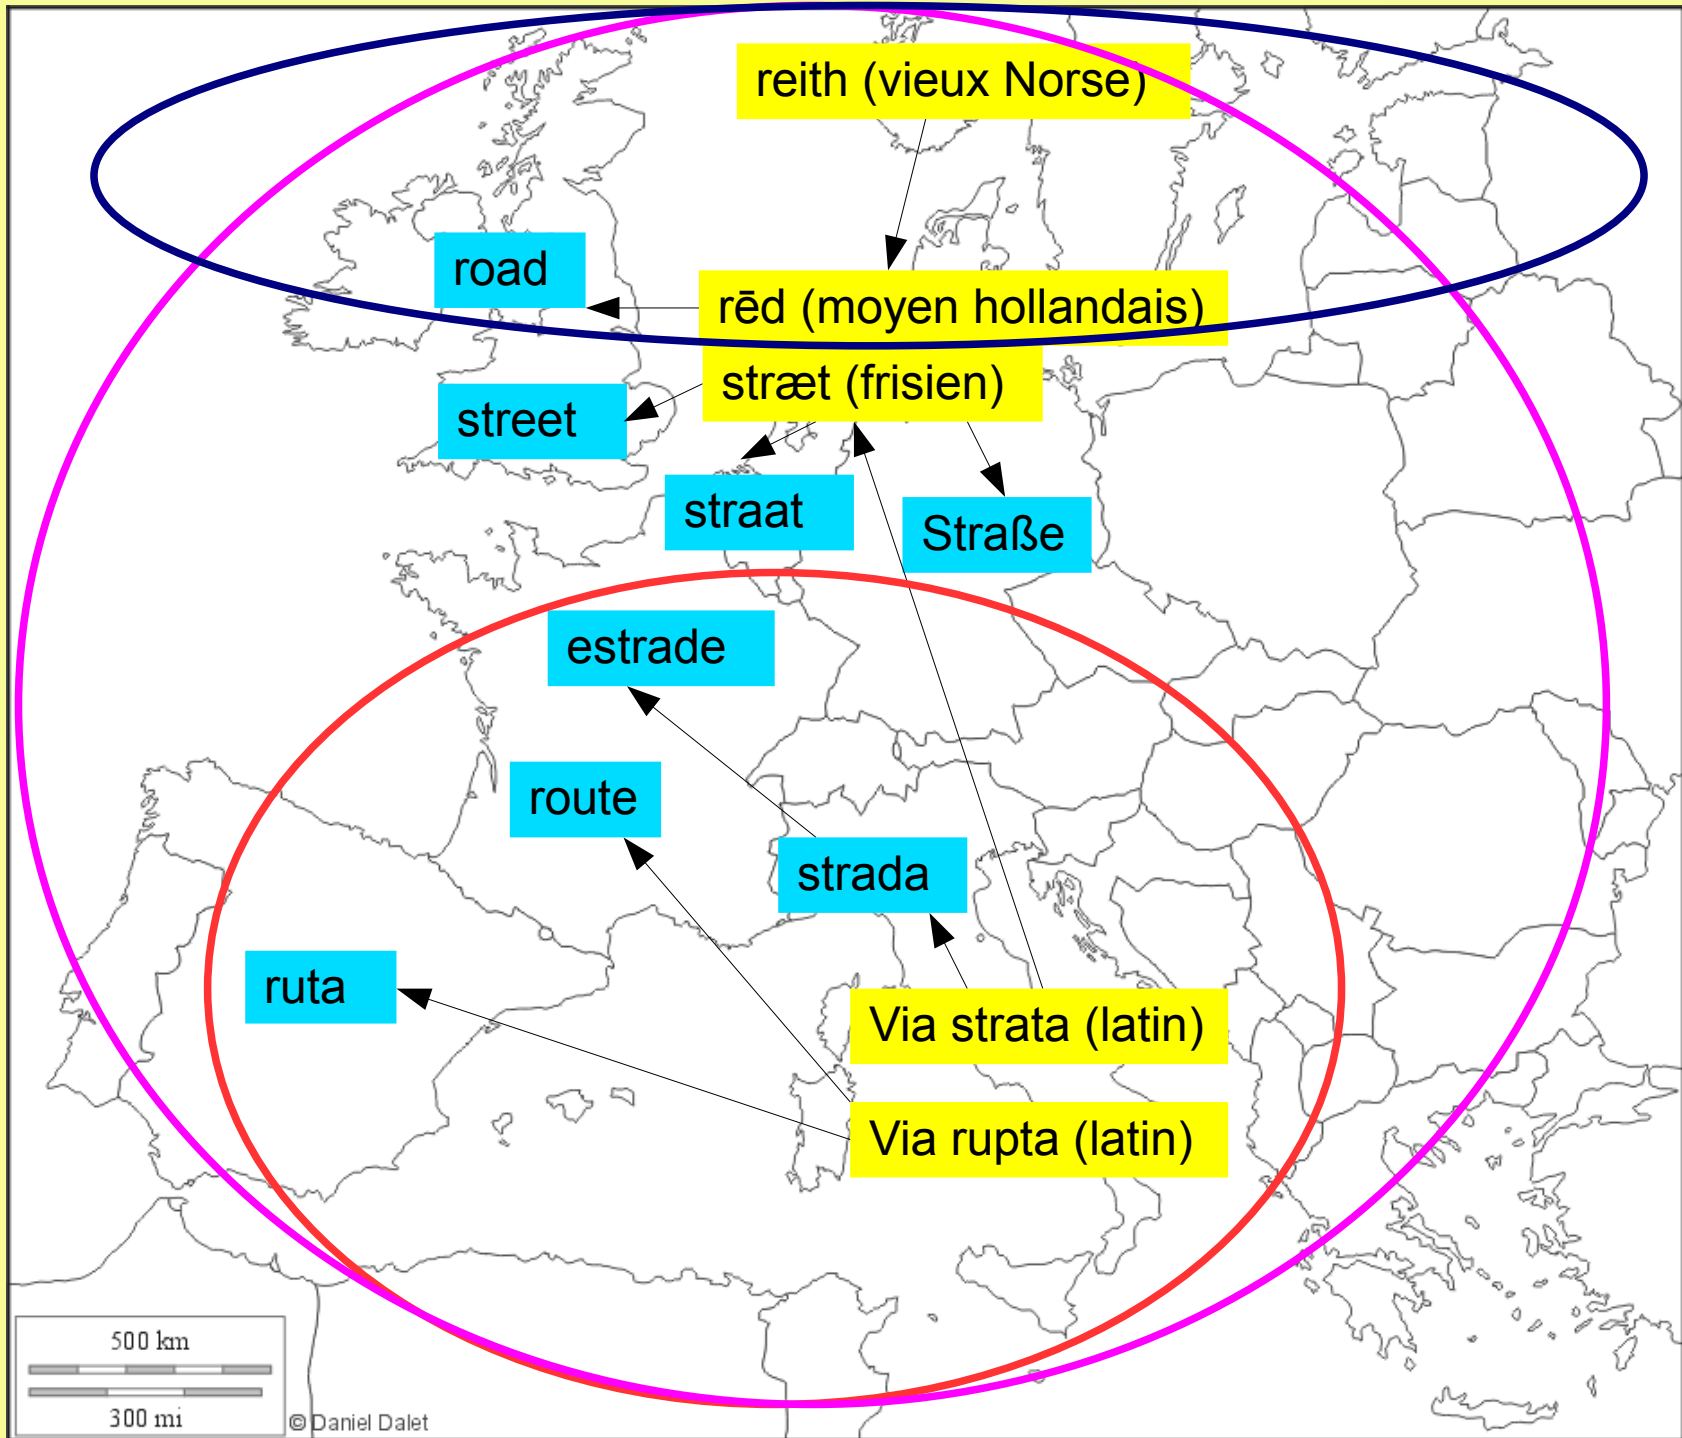 reith (vieux Norse)
road
rēd (moyen hollandais)
stræt (frisien)
street
straat
Straße
estrade
route
strada
ruta
Via strata (latin)
Via rupta (latin)
500 km
300 mi
© Daniel Dalet